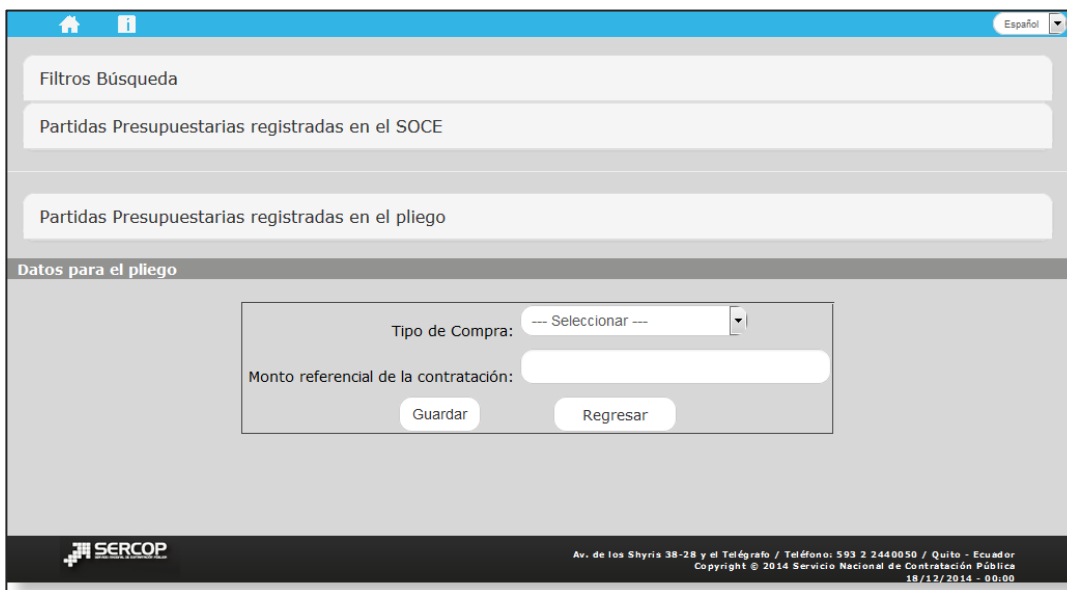 Español
Filtros Búsqueda
Partidas Presupuestarias registradas en el SOCE
Partidas Presupuestarias registradas en el pliego
Datos para el pliego
Tipo de Compra: --- Seleccionar ---
Monto referencial de la contratación:
Guardar Regresar
SERCOP
Av. de los Shyris 38-28 y el Telégrafo / Teléfono: 593 2 2440050 / Quito - Ecuador
Copyright © 2014 Servicio Nacional de Contratación Pública
18/12/2014 - 00:00